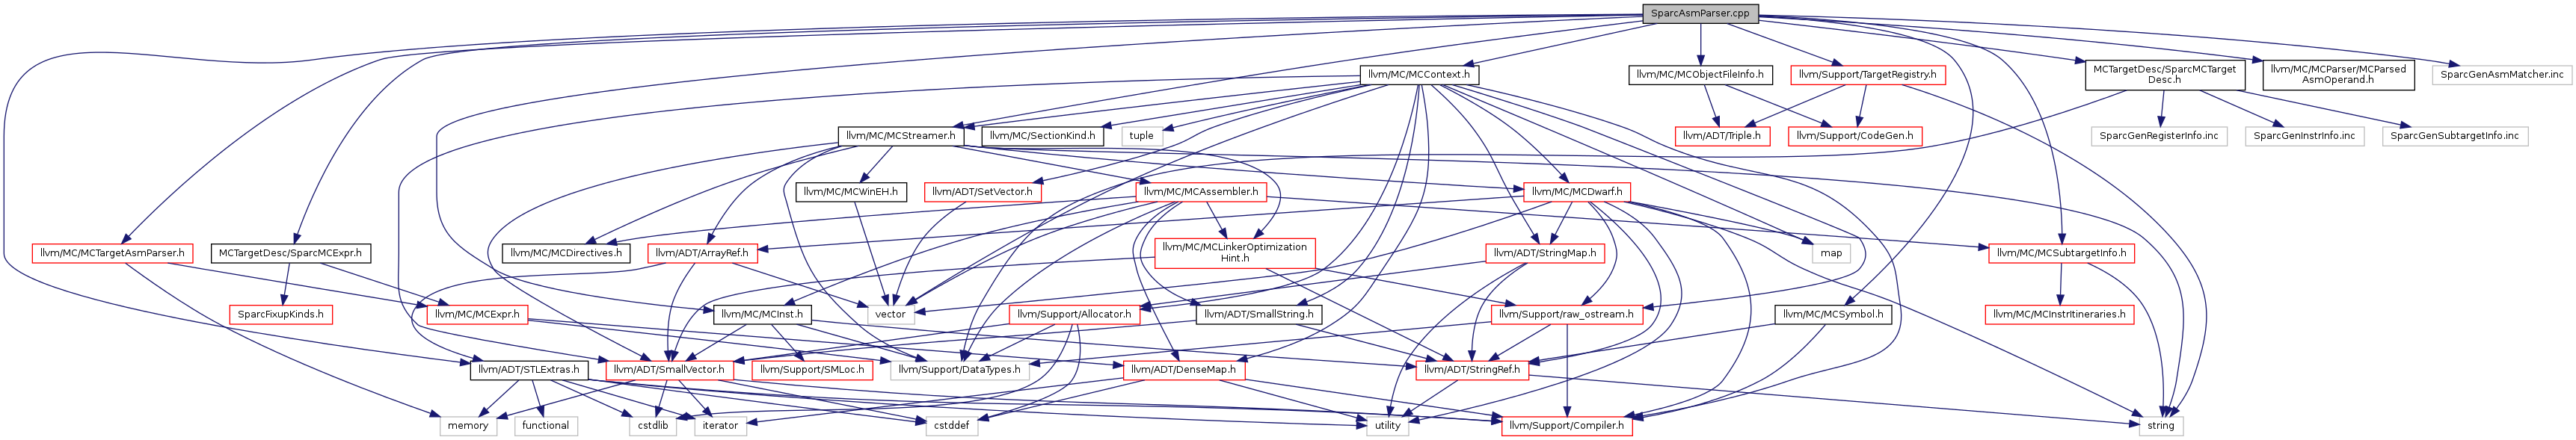 SparcAsmParser.cpp
llvm/MC/MCContext.h
llvm/MC/MCObjectFileInfo.h
llvm/Support/TargetRegistry.h
MCTargetDesc/SparcMCTarget
Desc.h
llvm/MC/MCParser/MCParsed
AsmOperand.h
SparcGenAsmMatcher.inc
llvm/MC/MCStreamer.h
llvm/MC/SectionKind.h
tuple
llvm/ADT/Triple.h
llvm/Support/CodeGen.h
SparcGenRegisterInfo.inc
SparcGenInstrInfo.inc
SparcGenSubtargetInfo.inc
llvm/MC/MCWinEH.h
llvm/ADT/SetVector.h
llvm/MC/MCAssembler.h
llvm/MC/MCDwarf.h
llvm/MC/MCTargetAsmParser.h
MCTargetDesc/SparcMCExpr.h
llvm/MC/MCDirectives.h
llvm/ADT/ArrayRef.h
llvm/MC/MCLinkerOptimization
Hint.h
llvm/ADT/StringMap.h
map
llvm/MC/MCSubtargetInfo.h
SparcFixupKinds.h
llvm/MC/MCExpr.h
llvm/MC/MCInst.h
vector
llvm/Support/Allocator.h
llvm/ADT/SmallString.h
llvm/Support/raw_ostream.h
llvm/MC/MCSymbol.h
llvm/MC/MCInstrItineraries.h
llvm/ADT/STLExtras.h
llvm/ADT/SmallVector.h
llvm/Support/SMLoc.h
llvm/Support/DataTypes.h
llvm/ADT/DenseMap.h
llvm/ADT/StringRef.h
memory
functional
cstdlib
iterator
cstddef
utility
llvm/Support/Compiler.h
string